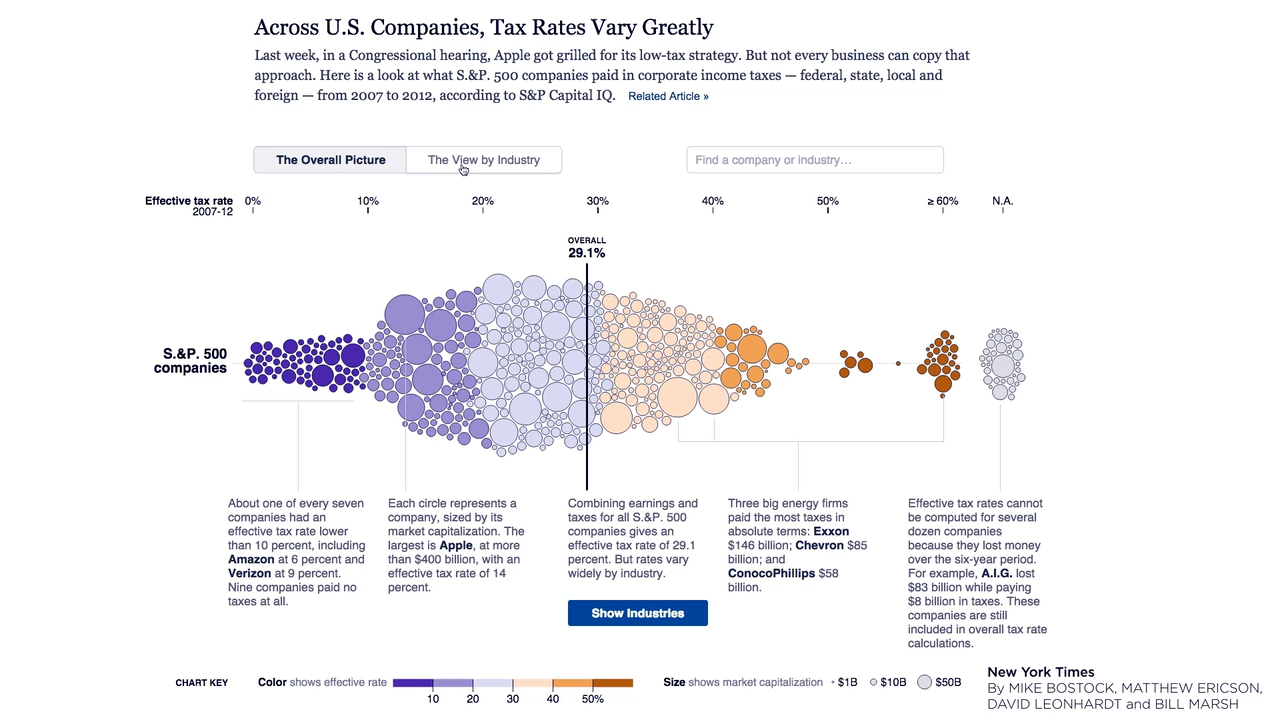 Across U.S. Companies, Tax Rates Vary Greatly
Last week, in a Congressional hearing, Apple got grilled for its low-tax strategy. But not every business can copy that
approach. Here is a look at what S.&P. 500 companies paid in corporate income taxes — federal, state, local and
foreign — from 2007 to 2012, according to S&P Capital IQ. Related Article »
The Overall Picture
The View by Industry
Find a company or industry…
Effective tax rate
2007-12
0% 10% 20% 30% 40% 50% ≥ 60% N.A.
OVERALL
29.1%
S.&P. 500
companies
About one of every seven
companies had an
effective tax rate lower
than 10 percent, including
Amazon at 6 percent and
Verizon at 9 percent.
Nine companies paid no
taxes at all.
Each circle represents a
company, sized by its
market capitalization. The
largest is Apple, at more
than $400 billion, with an
effective tax rate of 14
percent.
Combining earnings and
taxes for all S.&P. 500
companies gives an
effective tax rate of 29.1
percent. But rates vary
widely by industry.
Show Industries
Three big energy firms
paid the most taxes in
absolute terms: Exxon
$146 billion; Chevron $85
billion; and
ConocoPhillips $58
billion.
Effective tax rates cannot
be computed for several
dozen companies
because they lost money
over the six-year period.
For example, A.I.G. lost
$83 billion while paying
$8 billion in taxes. These
companies are still
included in overall tax rate
calculations.
CHART KEY
Color shows effective rate
10 20 30 40 50%
Size shows market capitalization $1B $10B $50B
New York Times
By MIKE BOSTOCK, MATTHEW ERICSON,
DAVID LEONHARDT and BILL MARSH